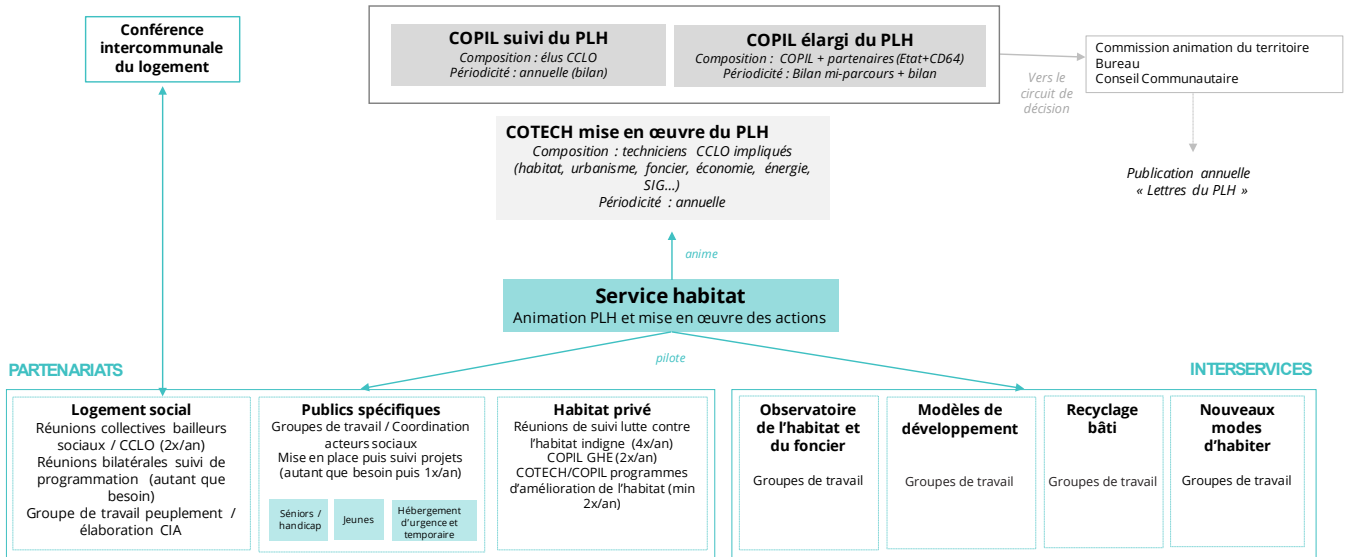 Conférence
intercommunale
du logement
COPIL suivi du PLH
Composition : élus CCLO
Périodicité : annuelle (bilan)
COPIL élargi du PLH
Composition : COPIL + partenaires (Etat+CD64)
Périodicité : Bilan mi-parcours + bilan
Vers le
circuit de
décision
Commission animation du territoire
Bureau
Conseil Communautaire
Publication annuelle
« Lettres du PLH »
COTECH mise en œuvre du PLH
Composition : techniciens CCLO impliqués
(habitat, urbanisme, foncier, économie, énergie,
SIG...)
Périodicité : annuelle
anime
Service habitat
Animation PLH et mise en œuvre des actions
pilote
PARTENARIATS
INTERSERVICES
Logement social
Réunions collectives bailleurs
sociaux / CCLO (2x/an)
Réunions bilatérales suivi de
programmation (autant que
besoin)
Groupe de travail peuplement /
élaboration CIA
Publics spécifiques
Groupes de travail / Coordination
acteurs sociaux
Mise en place puis suivi projets
(autant que besoin puis 1x/an)
Séniors /
handicap
Jeunes
Hébergement
d'urgence et
temporaire
Habitat privé
Réunions de suivi lutte contre
l'habitat indigne (4x/an)
COPIL GHE (2x/an)
COTECH/COPIL programmes
d'amélioration de l'habitat (min
2x/an)
Observatoire
de l'habitat et
du foncier
Groupes de travail
Modèles de
développement
Groupes de travail
Recyclage
bâti
Groupes de travail
Nouveaux
modes
d'habiter
Groupes de travail